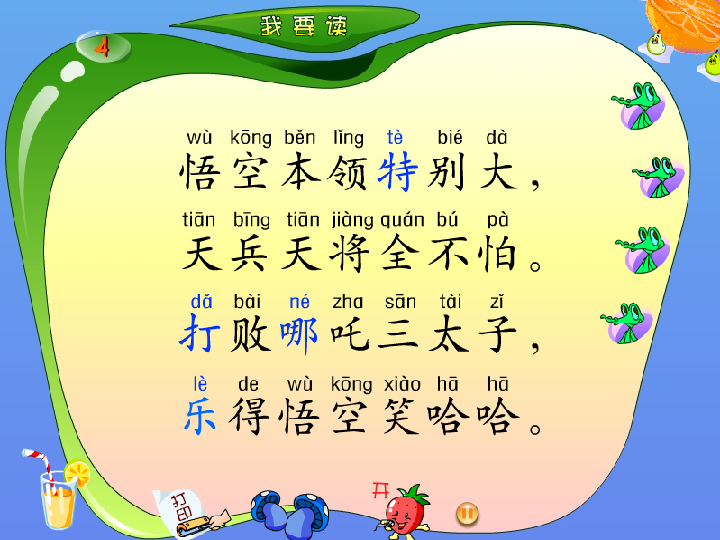 我要读
4
wù kōng běn lǐng tè bié dà
悟空本领特别大，
tiān bīng tiān jiàng quán bú pà
天兵天将全不怕。
dǎ bài né zha sān tài zǐ
打败哪吒三太子，
lè de wù kōng xiào hā hā
乐得悟空笑哈哈。
打印
开